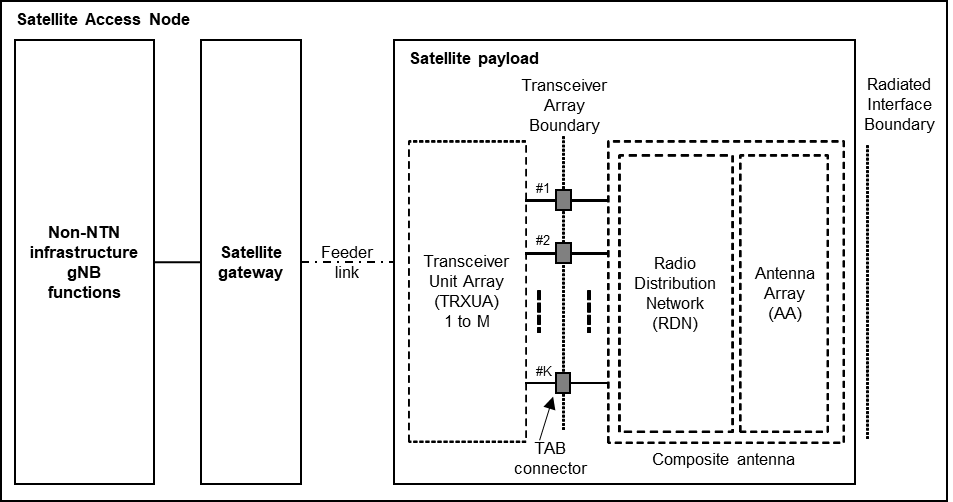 Satellite Access Node
Non-NTN
infrastructure
gNB
functions
Satellite
gateway
Feeder
link
Satellite payload
Transceiver
Array
Boundary
Transceiver
Unit Array
(TRXUA)
1 to M
#1
#2
#K
TAB
connector
Radio
Distribution
Network
(RDN)
Antenna
Array
(AA)
Composite antenna
Radiated
Interface
Boundary